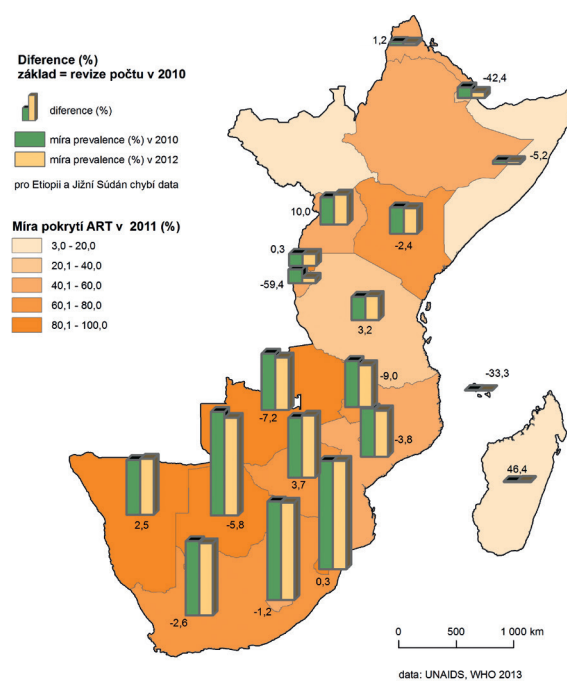 Diference (%)
základ = revize počtu v 2010
diference (%)
míra prevalence (%) v 2010
míra prevalence (%) v 2012
pro Etiopii a Jižní Súdán chybí data
Míra pokrytí ART v 2011 (%)
3,0 - 20,0
20,1 - 40,0
40,1 - 60,0
60,1 - 80,0
80,1 - 100,0
1,2
-42,4
-5,2
10,0
-2,4
0,3
-59,4
3,2
-9,0
-33,3
-7,2
-3,8
46,4
3,7
2,5
-5,8
0,3
-1,2
-2,6
0 500 1 000 km
data: UNAIDS, WHO 2013